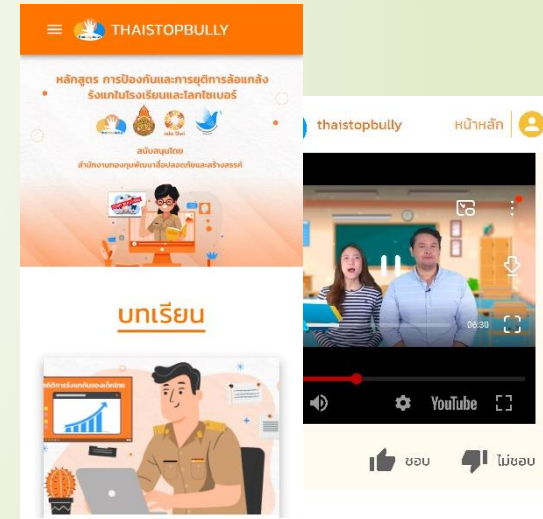 THAISTOPBULLY
หลักสูตร การป้องกันและการยุติการล้อแกล้ง
รังแกในโรงเรียนและโลกไซเบอร์
สนับสนุนโดย
สำนักงานกองทุนพัฒนาสื่อปลอดภัยและสร้างสรรค์
บทเรียน
thaistopbully
หน้าหลัก
06:30
YouTube
ชอบ
ไม่ชอบ